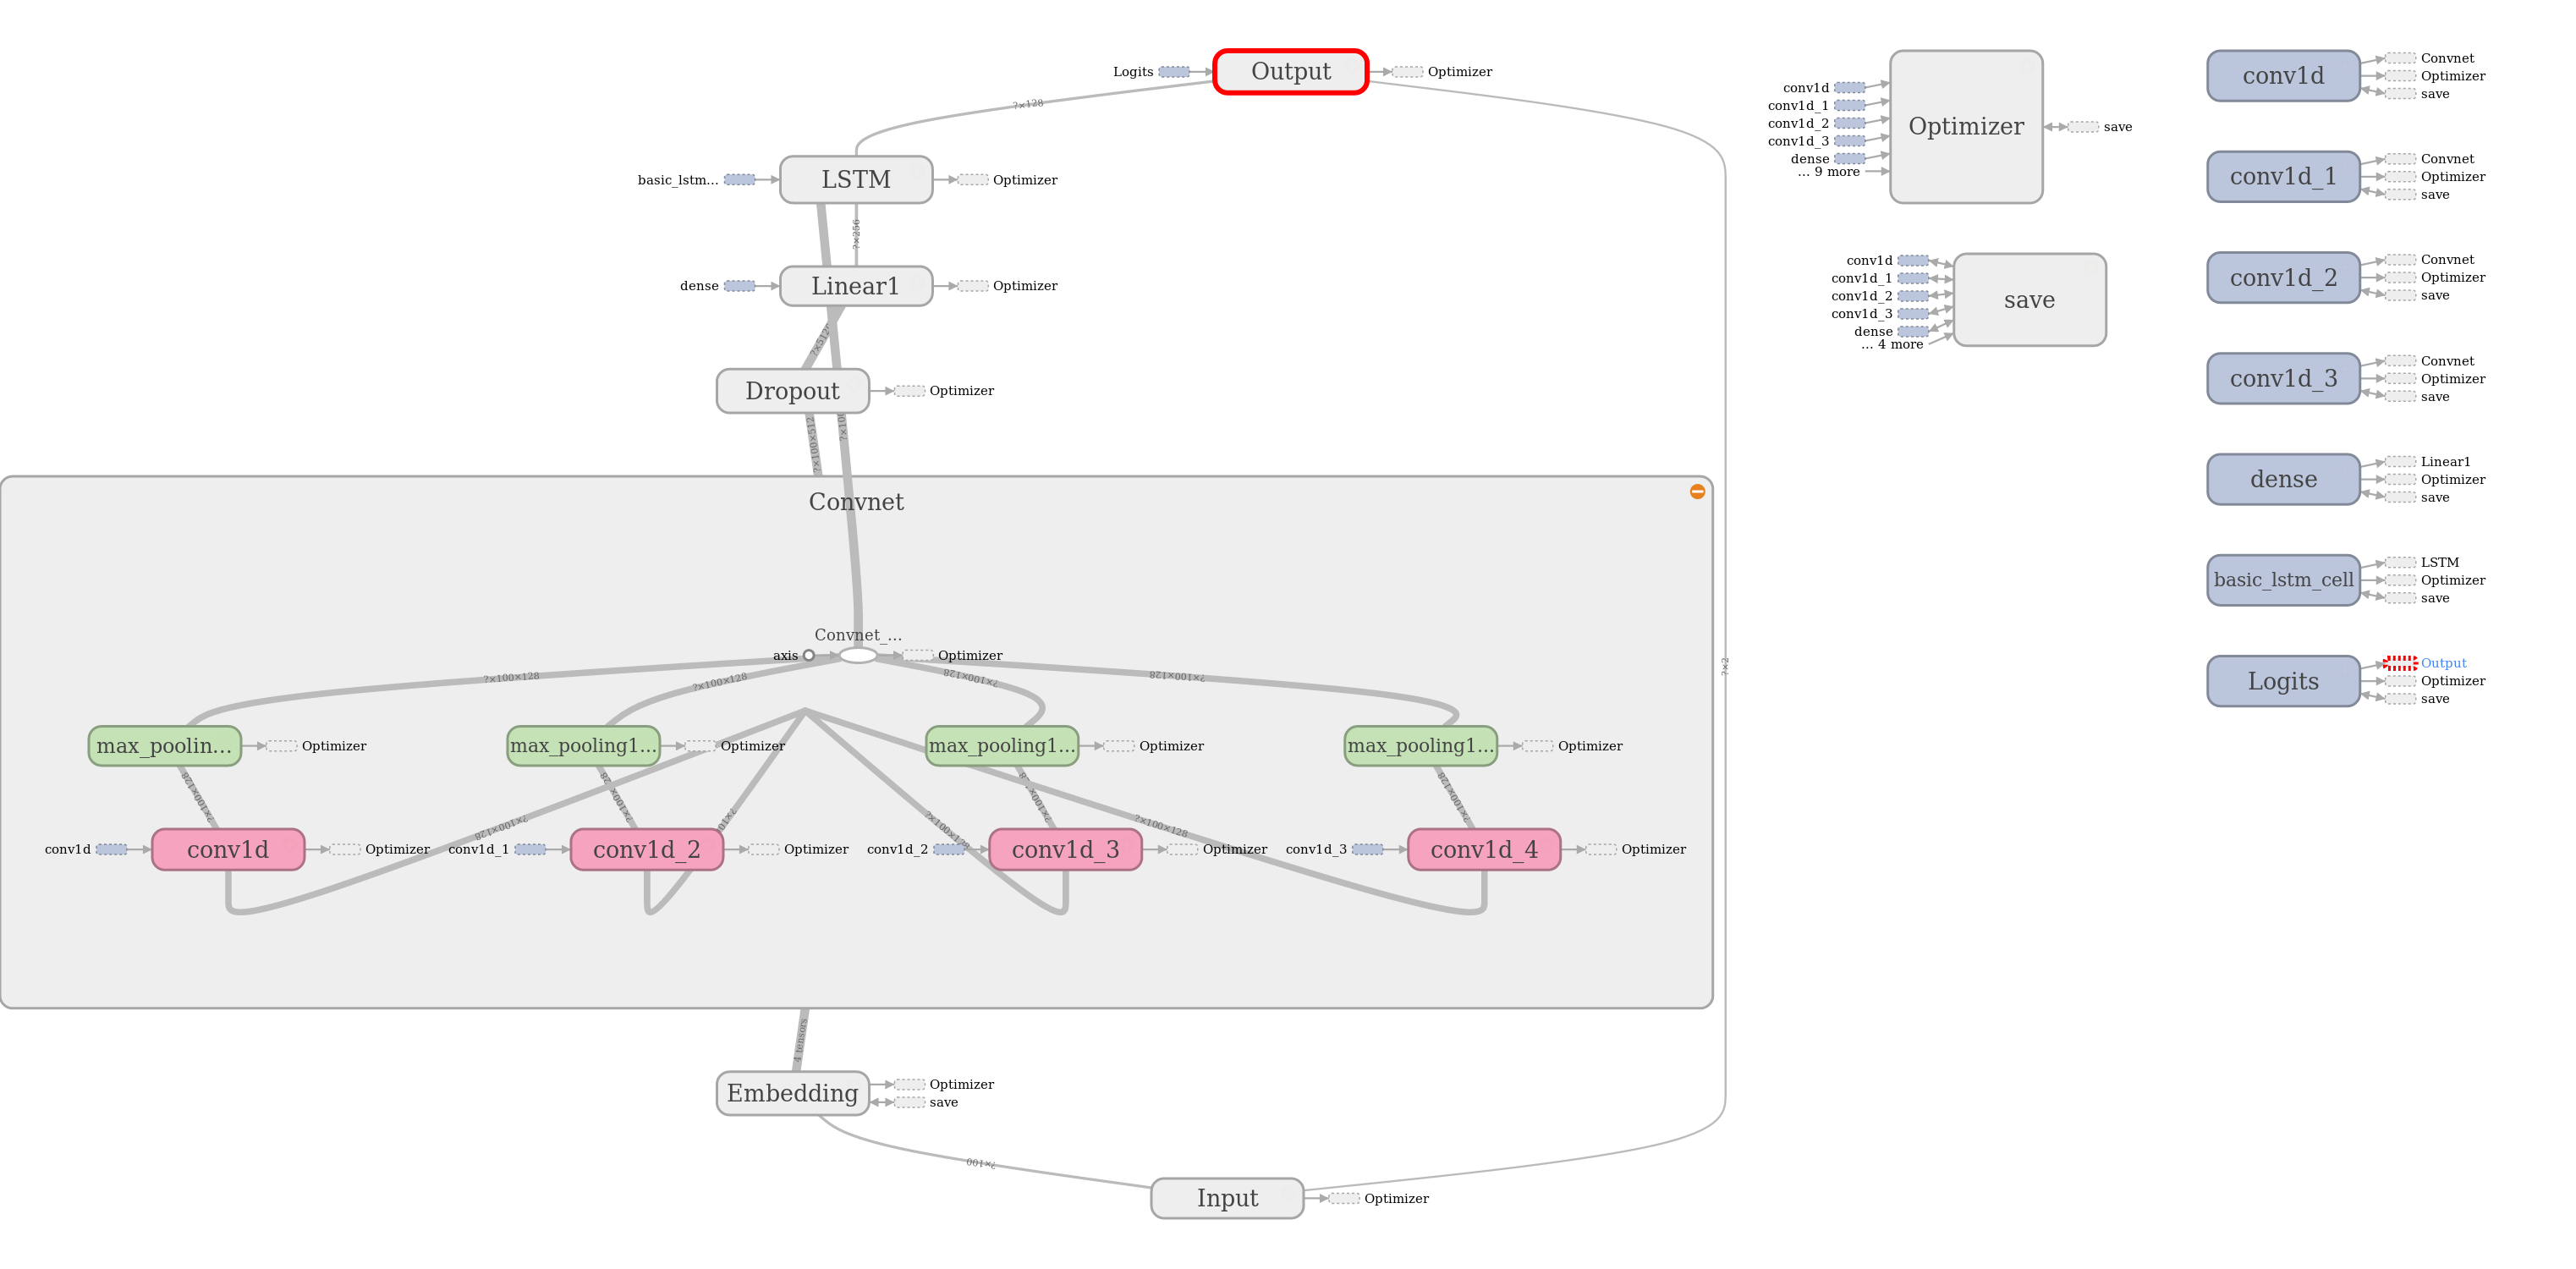 Logits
Output
Optimizer
?×128
basic_lstm...
LSTM
Optimizer
?×256
dense
Linear1
Optimizer
Dropout
Optimizer
?×100×512
Convnet
Convnet_...
axis
Optimizer
?×100×128
?×100×128
?×100×128
?×100×128
max_poolin...
Optimizer
max_pooling1...
Optimizer
max_pooling1...
Optimizer
max_pooling1...
Optimizer
?×100×128
?×100×128
?×100×128
?×100×128
?×100×128
conv1d
conv1d
Optimizer
conv1d_1
conv1d_2
Optimizer
conv1d_2
conv1d_3
Optimizer
conv1d_3
conv1d_4
Optimizer
4 tensors
Embedding
Optimizer
save
?×100
Input
Optimizer
?×2
conv1d
conv1d_1
conv1d_2
conv1d_3
dense
... 9 more
Optimizer
save
conv1d
conv1d_1
conv1d_2
conv1d_3
dense
... 4 more
save
conv1d
Convnet
Optimizer
save
conv1d_1
Convnet
Optimizer
save
conv1d_2
Convnet
Optimizer
save
conv1d_3
Convnet
Optimizer
save
dense
Linear1
Optimizer
save
basic_lstm_cell
LSTM
Optimizer
save
Logits
Output
Optimizer
save